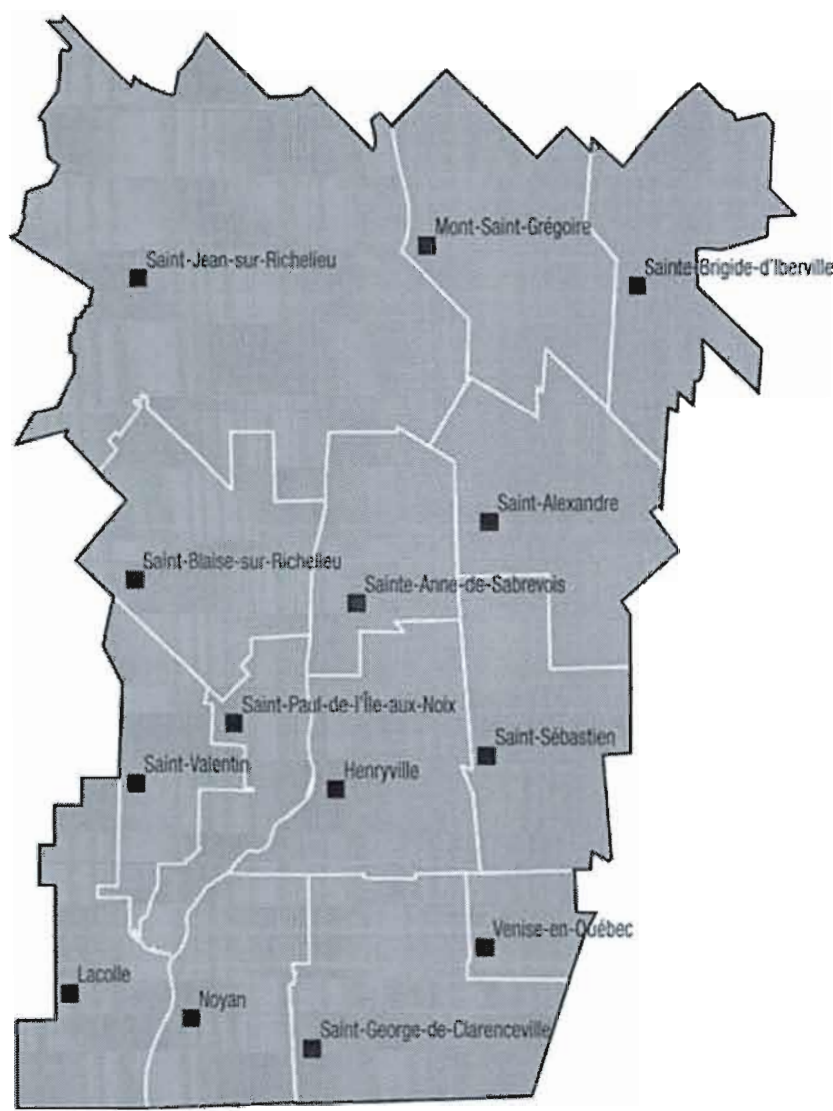 Mont-Saint-Grégoire
Saint-Jean-sur-Richelieu
Sainte-Brigide-d'Iberville
Saint-Alexandre
Saint-Blaise-sur-Richelieu
Sainte-Anne-de-Sabrevois
Saint-Paul-de-l'Île-aux-Noix
Saint-Sébastien
Saint-Valentin
Henryville
Venise-en-Québec
Lacolle
Noyan
Saint-George-de-Clarenceville